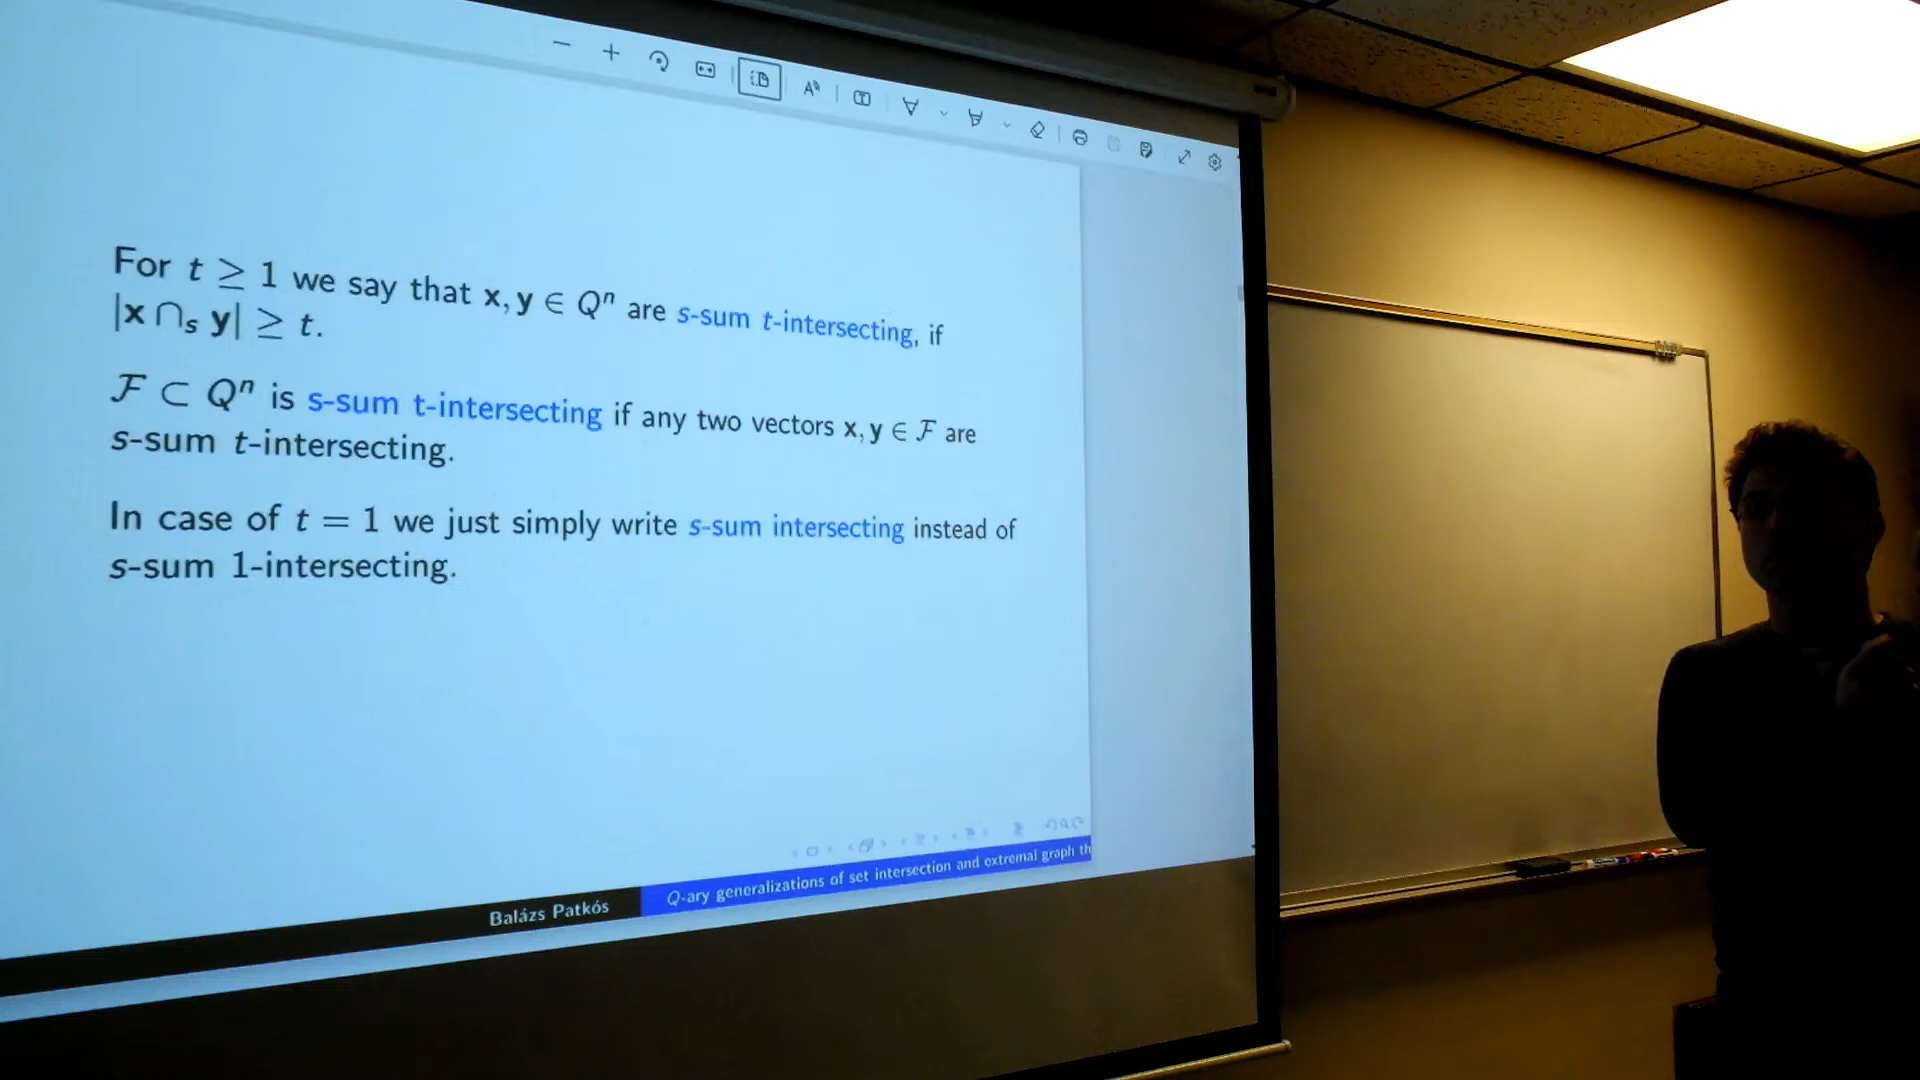 For t ≥ 1 we say that x, y ∈ Qⁿ are s-sum t-intersecting, if
|x ∩ₛ y| ≥ t.
ℱ ⊂ Qⁿ is s-sum t-intersecting if any two vectors x, y ∈ ℱ are
s-sum t-intersecting.
In case of t = 1 we just simply write s-sum intersecting instead of
s-sum 1-intersecting.
Balázs Patkós
Q-ary generalizations of set intersection and extremal graph th